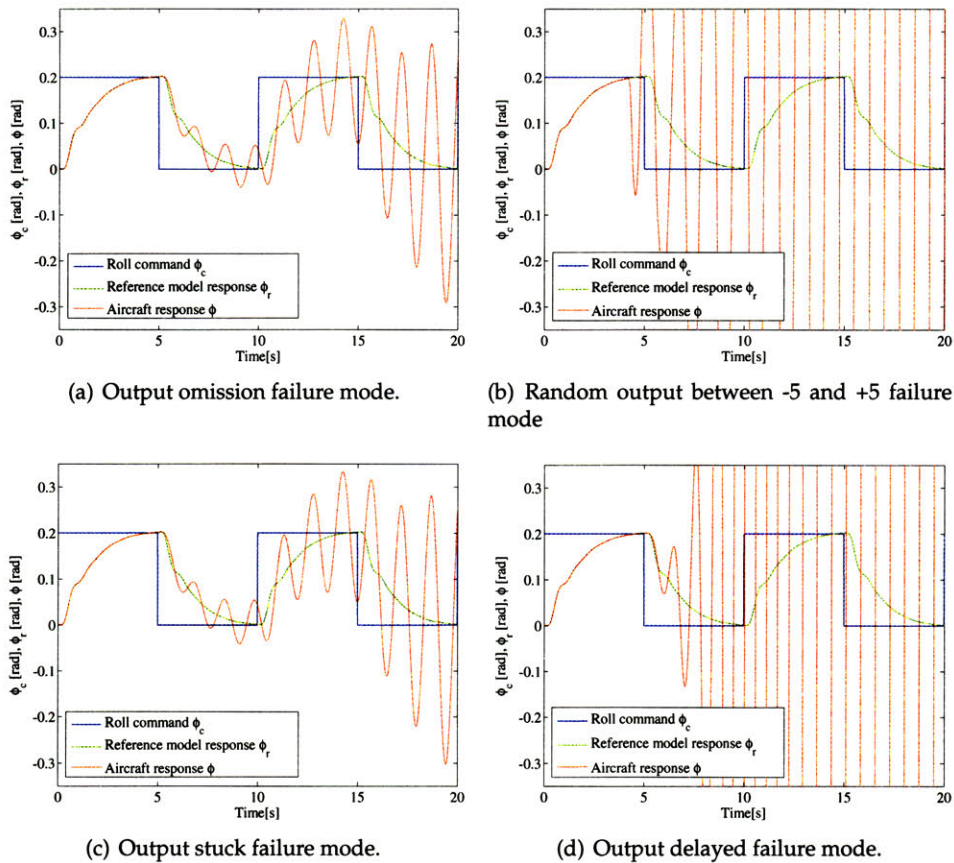 0.3
0.2
0.1
0
-0.1
-0.2
-0.3
ϕc [rad], ϕr [rad], ϕ [rad]
Roll command ϕc
Reference model response ϕr
Aircraft response ϕ
0 5 10 15 20
Time[s]
(a) Output omission failure mode.
0.3
0.2
0.1
0
-0.1
-0.2
-0.3
ϕc [rad], ϕr [rad], ϕ [rad]
Roll command ϕc
Reference model response ϕr
Aircraft response ϕ
0 5 10 15 20
Time[s]
(b) Random output between -5 and +5 failure
mode
0.3
0.2
0.1
0
-0.1
-0.2
-0.3
ϕc [rad], ϕr [rad], ϕ [rad]
Roll command ϕc
Reference model response ϕr
Aircraft response ϕ
0 5 10 15 20
Time[s]
(c) Output stuck failure mode.
0.3
0.2
0.1
0
-0.1
-0.2
-0.3
ϕc [rad], ϕr [rad], ϕ [rad]
Roll command ϕc
Reference model response ϕr
Aircraft response ϕ
0 5 10 15 20
Time[s]
(d) Output delayed failure mode.